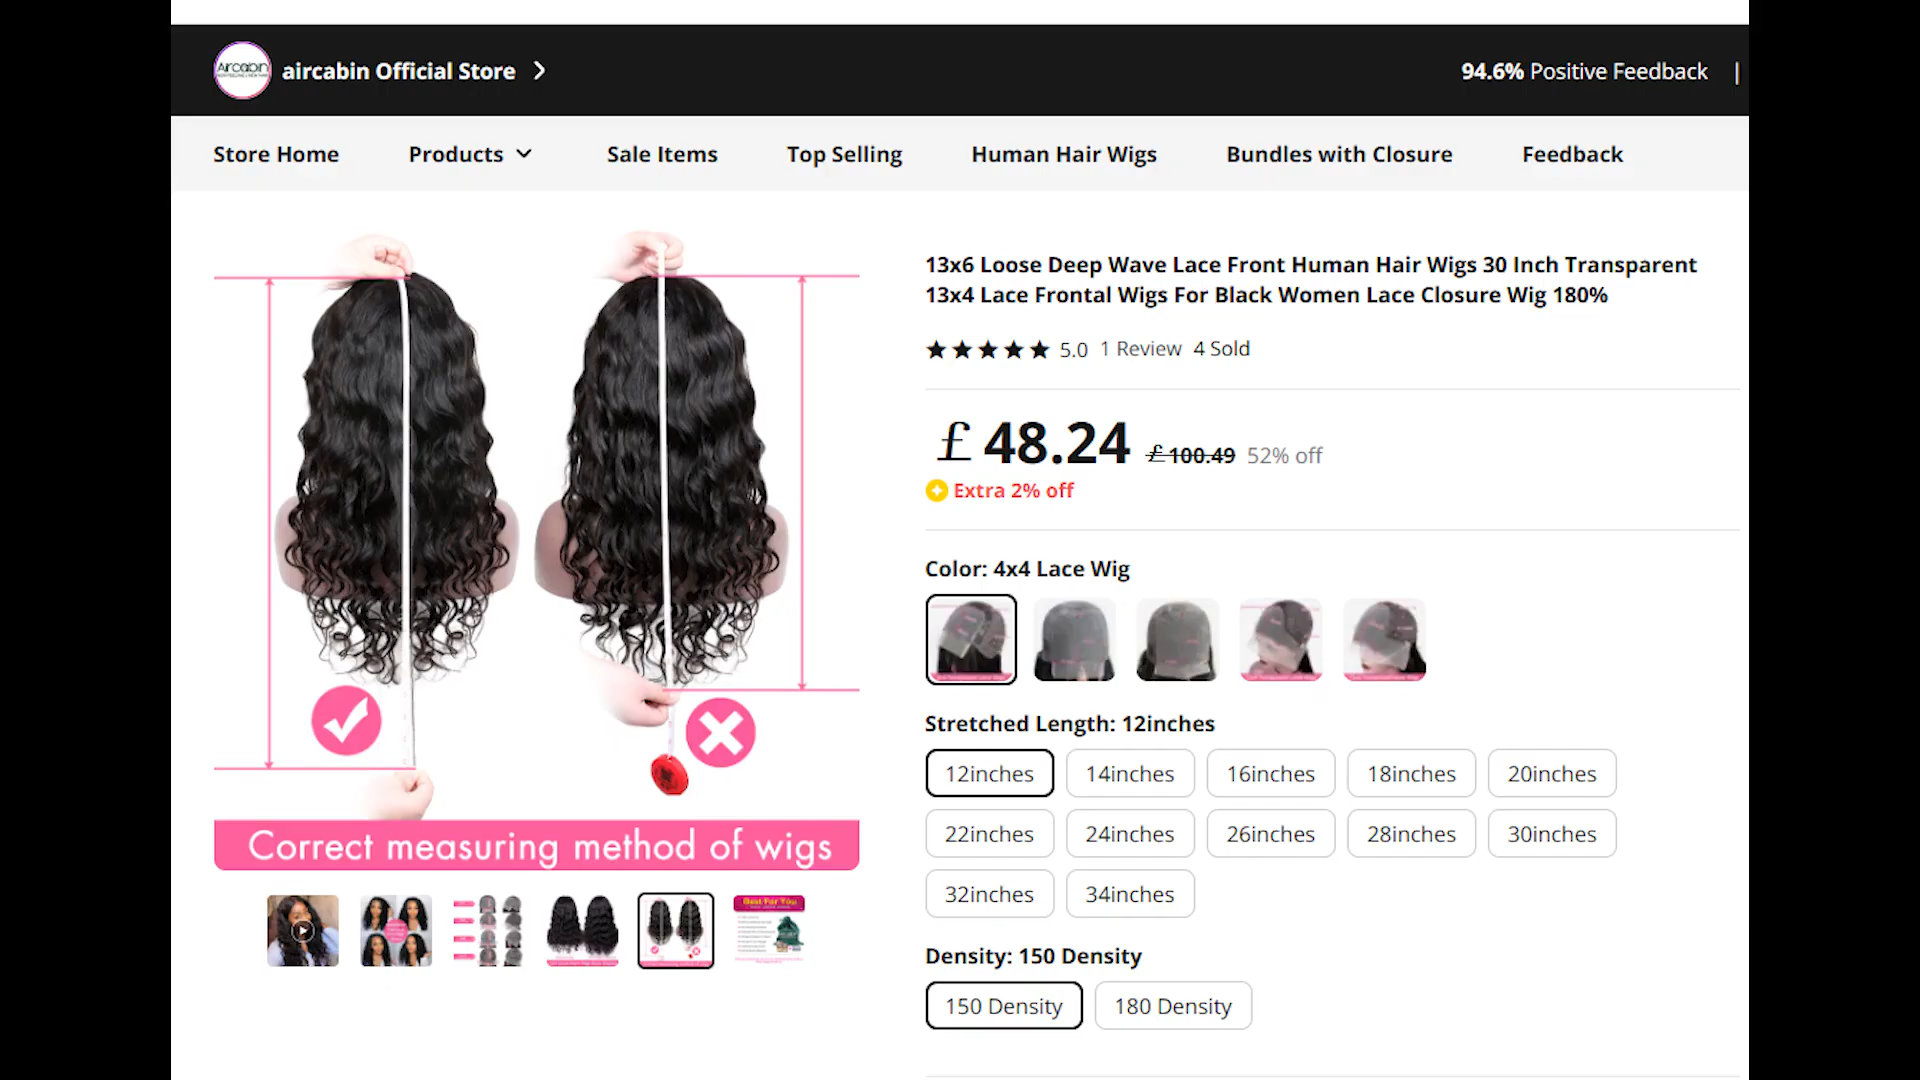 Aircabin
aircabin Official Store
94.6% Positive Feedback |
Store Home
Products
Sale Items
Top Selling
Human Hair Wigs
Bundles with Closure
Feedback
13x6 Loose Deep Wave Lace Front Human Hair Wigs 30 Inch Transparent
13x4 Lace Frontal Wigs For Black Women Lace Closure Wig 180%
5.0 1 Review 4 Sold
£48.24 £100.49 52% off
Extra 2% off
Color: 4x4 Lace Wig
Stretched Length: 12inches
12inches 14inches 16inches 18inches 20inches
22inches 24inches 26inches 28inches 30inches
32inches 34inches
Density: 150 Density
150 Density 180 Density
Correct measuring method of wigs
Best For You